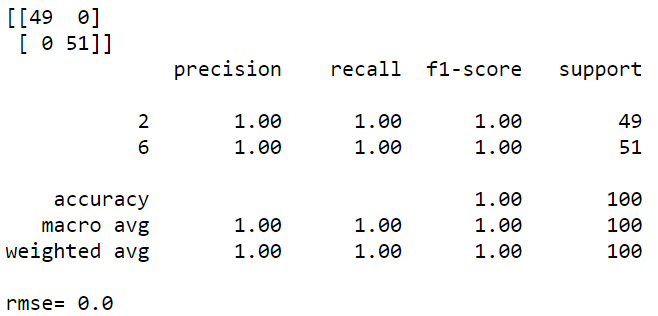 [[49  0]
 [ 0 51]]
              precision    recall  f1-score   support

           2       1.00      1.00      1.00        49
           6       1.00      1.00      1.00        51

    accuracy                           1.00       100
   macro avg       1.00      1.00      1.00       100
weighted avg       1.00      1.00      1.00       100

rmse= 0.0